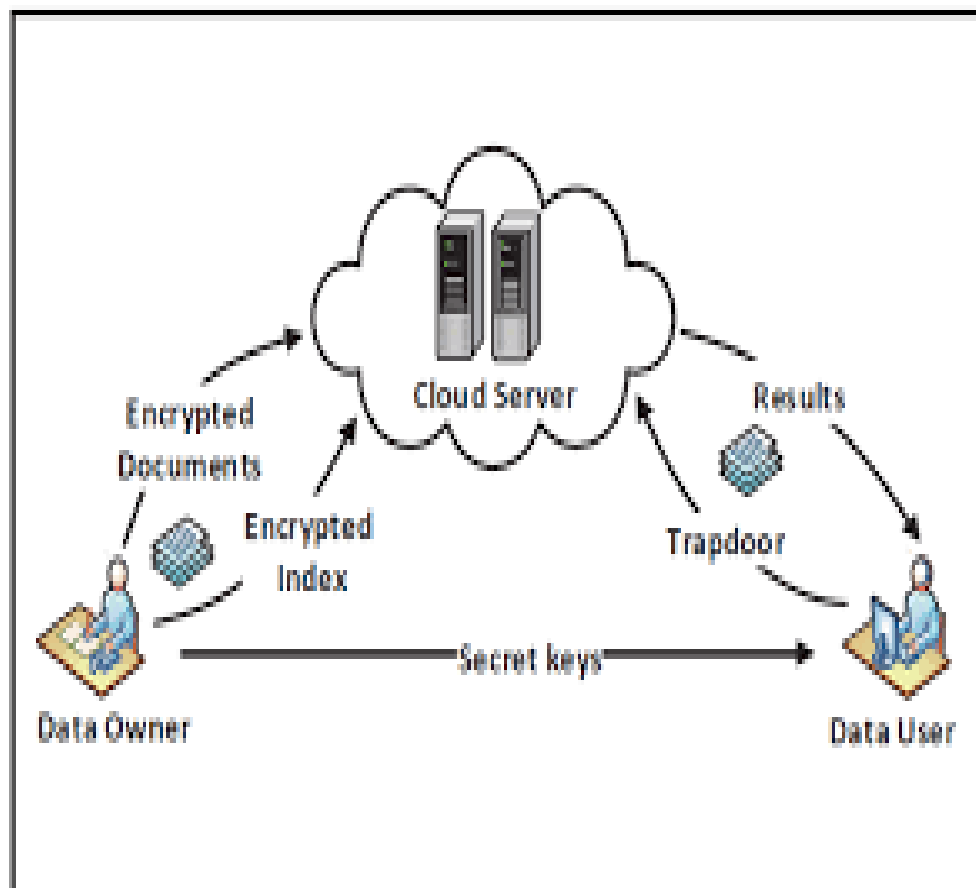 Cloud Server
Encrypted
Documents
Results
Encrypted
Index
Trapdoor
Secret keys
Data Owner
Data User